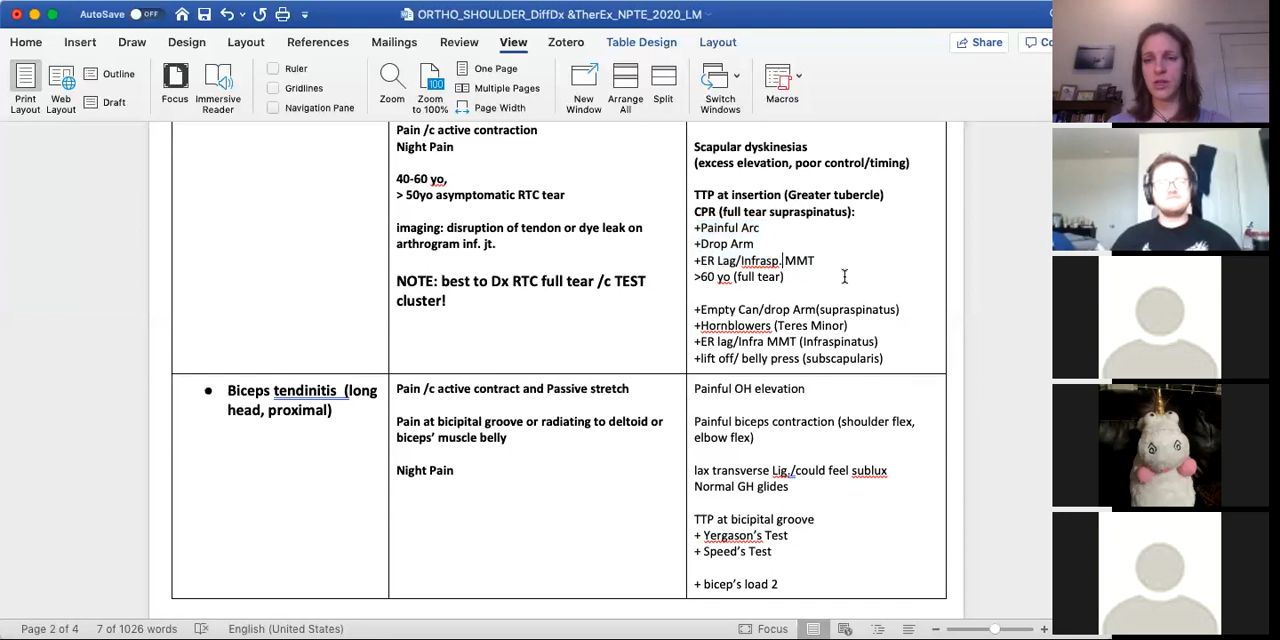 AutoSave OFF
ORTHO_SHOULDER_DiffDx &TherEx_NPTE_2020_LM
Home Insert Draw Design Layout References Mailings Review View Zotero Table Design Layout Share Co
Print Layout
Web Layout
Outline
Draft
Focus
Immersive Reader
Ruler
Gridlines
Navigation Pane
Zoom
100
Zoom to 100%
One Page
Multiple Pages
Page Width
New Window
Arrange All
Split
Switch Windows
Macros
Pain /c active contraction
Night Pain
40-60 yo,
> 50yo asymptomatic RTC tear
imaging: disruption of tendon or dye leak on
arthrogram inf. jt.
NOTE: best to Dx RTC full tear /c TEST
cluster!
Scapular dyskinesias
(excess elevation, poor control/timing)
TTP at insertion (Greater tubercle)
CPR (full tear supraspinatus):
+Painful Arc
+Drop Arm
+ER Lag/Infrasp. MMT
>60 yo (full tear)
+Empty Can/drop Arm(supraspinatus)
+Hornblowers (Teres Minor)
+ER lag/Infra MMT (Infraspinatus)
+lift off/ belly press (subscapularis)
● Biceps tendinitis (long
head, proximal)
Pain /c active contract and Passive stretch
Pain at bicipital groove or radiating to deltoid or
biceps' muscle belly
Night Pain
Painful OH elevation
Painful biceps contraction (shoulder flex,
elbow flex)
lax transverse Lig./could feel sublux
Normal GH glides
TTP at bicipital groove
+ Yergason's Test
+ Speed's Test
+ bicep's load 2
Page 2 of 4 7 of 1026 words English (United States) Focus